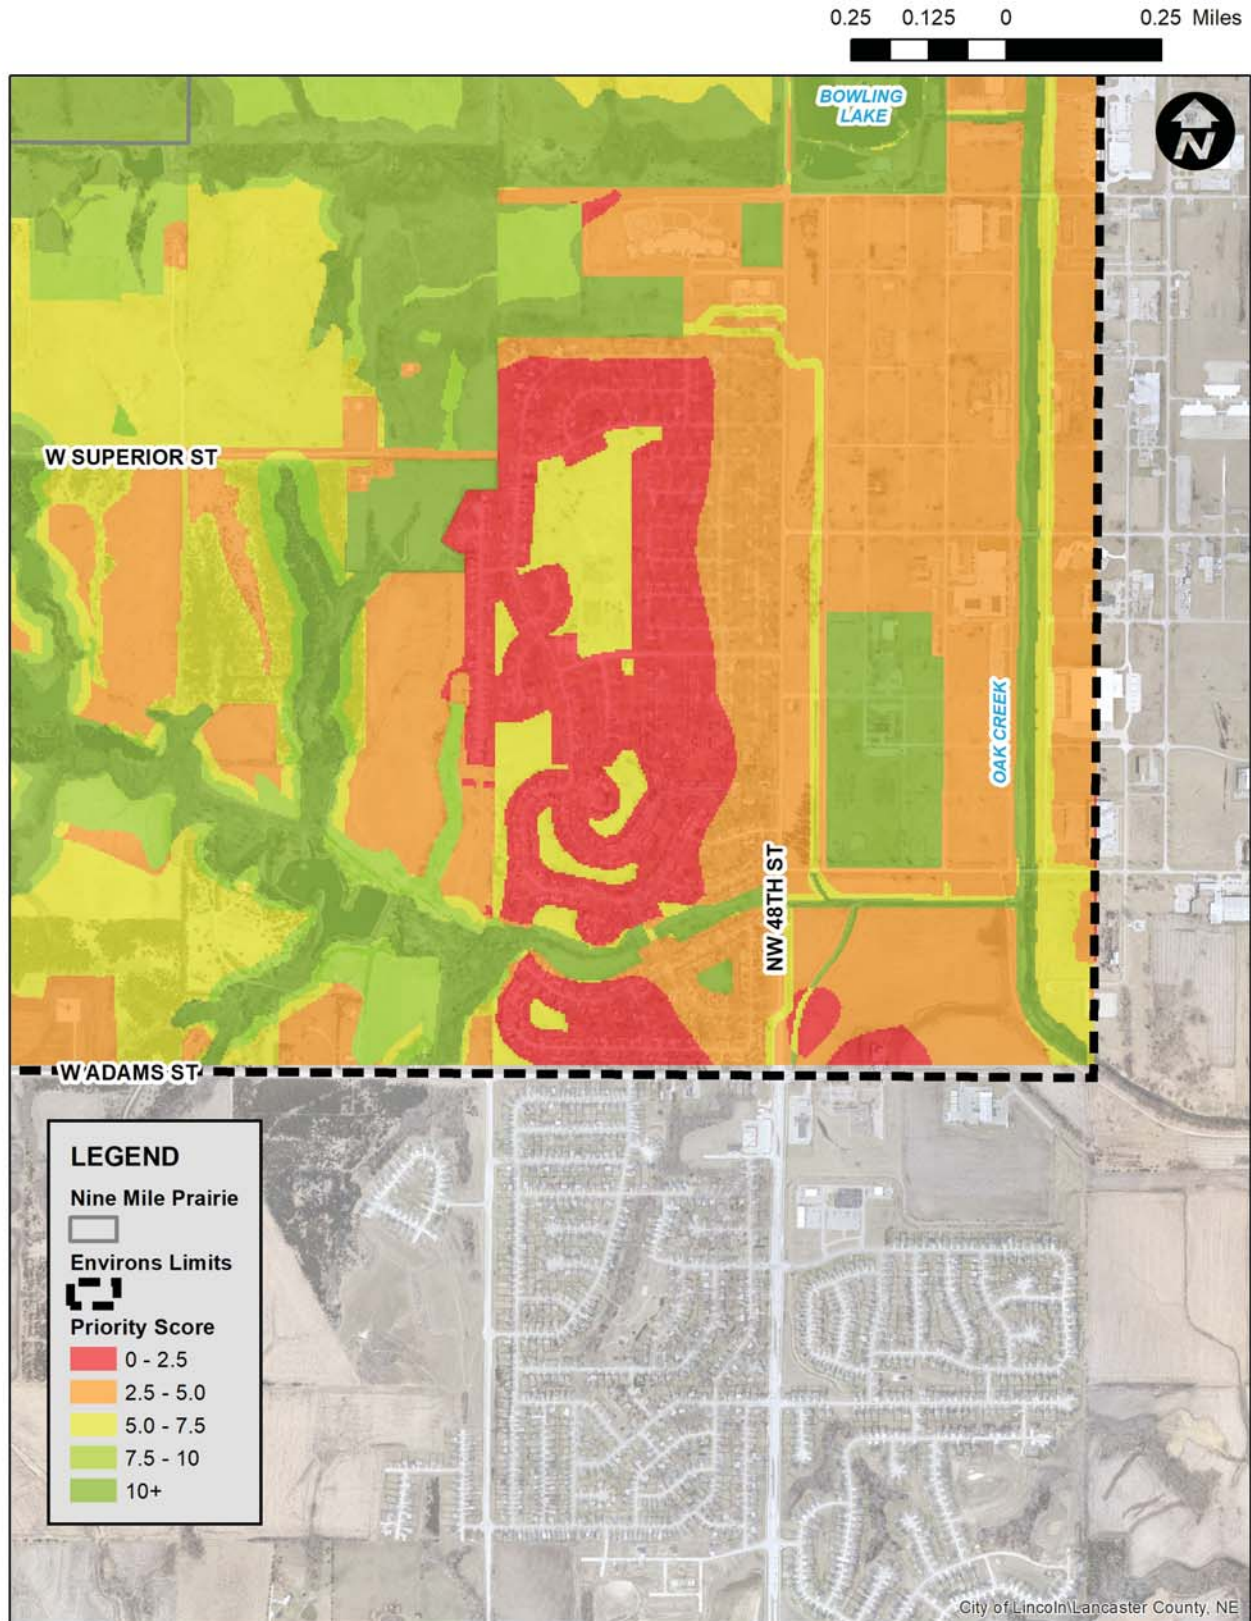 0.25 0.125 0 0.25 Miles
BOWLING
LAKE
N
W SUPERIOR ST
OAK CREEK
NW 48TH ST
W ADAMS ST
LEGEND
Nine Mile Prairie
Environs Limits
Priority Score
0 - 2.5
2.5 - 5.0
5.0 - 7.5
7.5 - 10
10+
City of Lincoln\Lancaster County, NE